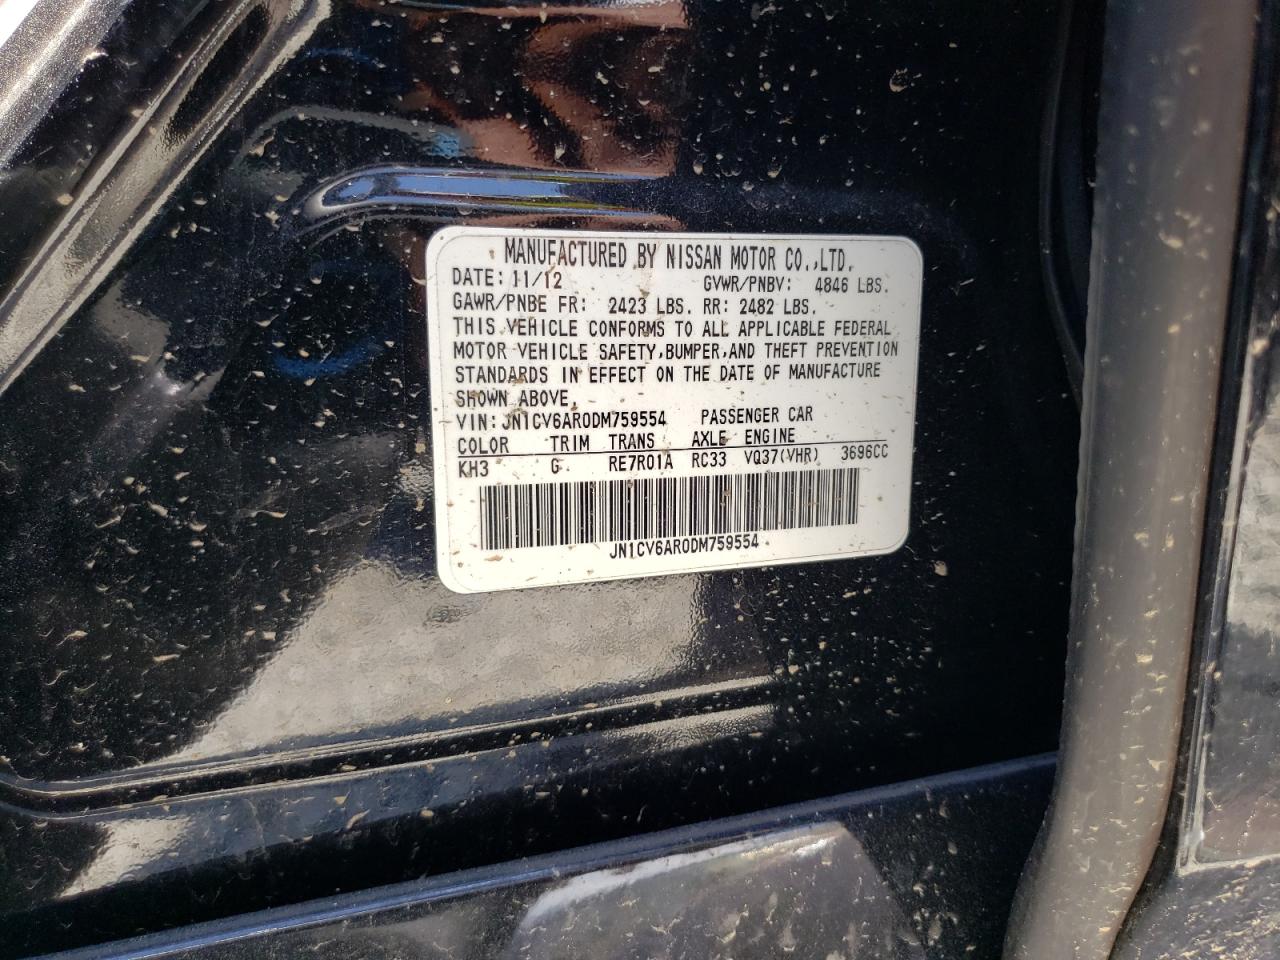 MANUFACTURED BY NISSAN MOTOR CO.,LTD.
DATE: 11/12 GVWR/PNBV: 4846 LBS.
GAWR/PNBE FR: 2423 LBS. RR: 2482 LBS.
THIS VEHICLE CONFORMS TO ALL APPLICABLE FEDERAL
MOTOR VEHICLE SAFETY,BUMPER,AND THEFT PREVENTION
STANDARDS IN EFFECT ON THE DATE OF MANUFACTURE
SHOWN ABOVE.
VIN: JN1CV6AR0DM759554 PASSENGER CAR
COLOR TRIM TRANS AXLE ENGINE
KH3 G RE7R01A RC33 VQ37(VHR) 3696CC
JN1CV6AR0DM759554